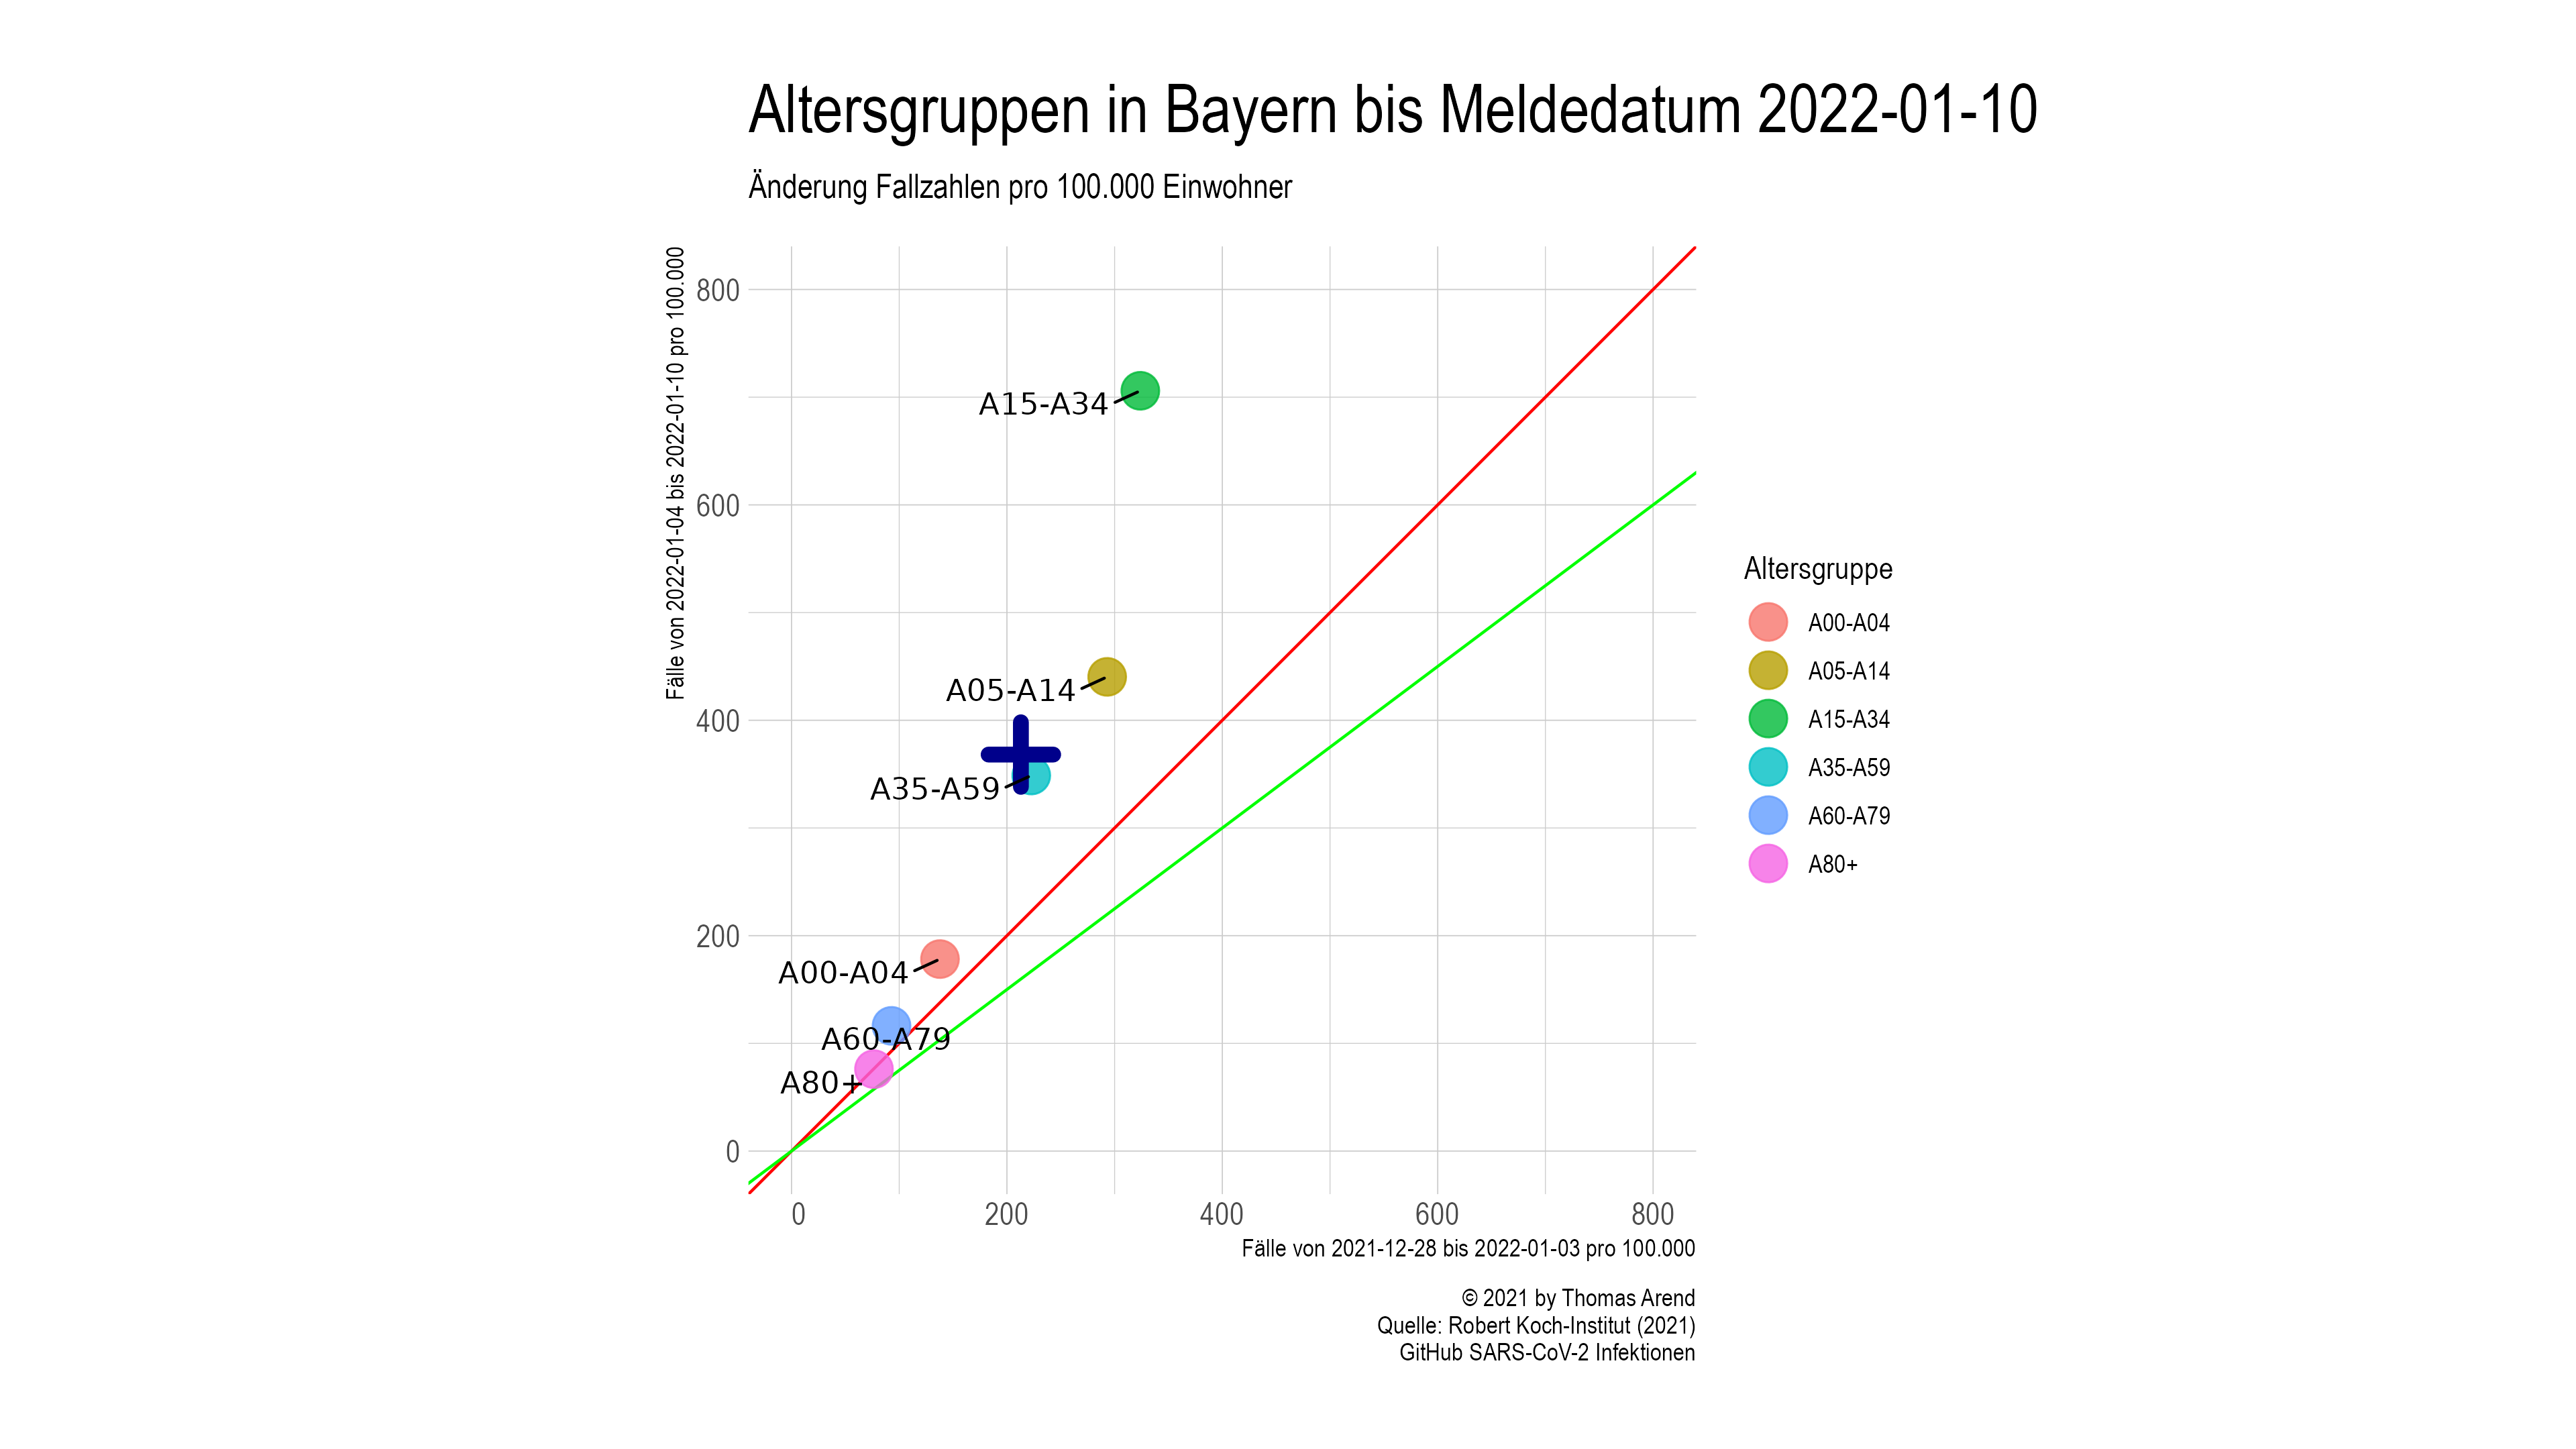 Altersgruppen in Bayern bis Meldedatum 2022-01-10
Änderung Fallzahlen pro 100.000 Einwohner
Fälle von 2022-01-04 bis 2022-01-10 pro 100.000
800
600
400
200
0
A15-A34
A05-A14
A35-A59
A00-A04
A60-A79
A80+
0
200
400
600
800
Fälle von 2021-12-28 bis 2022-01-03 pro 100.000
Altersgruppe
A00-A04
A05-A14
A15-A34
A35-A59
A60-A79
A80+
© 2021 by Thomas Arend
Quelle: Robert Koch-Institut (2021)
GitHub SARS-CoV-2 Infektionen